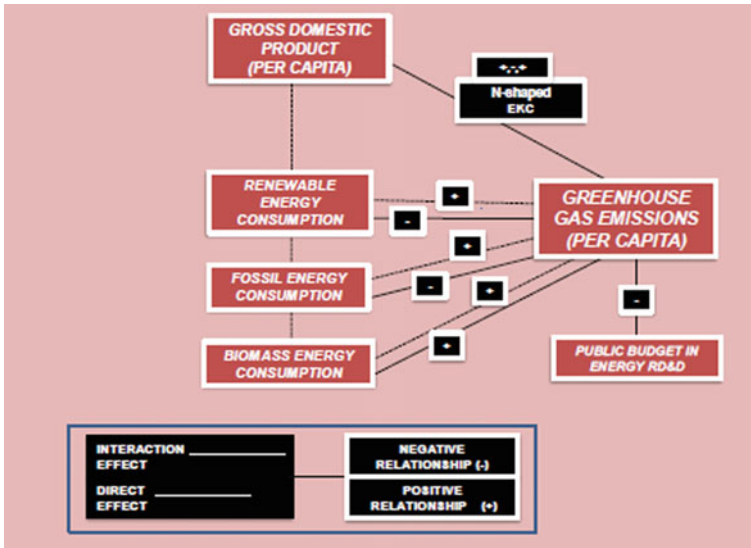 GROSS DOMESTIC
PRODUCT
(PER CAPITA)
+,-,+
N-shaped
EKC
RENEWABLE
ENERGY
CONSUMPTION
+
-
GREENHOUSE
GAS EMISSIONS
(PER CAPITA)
FOSSIL ENERGY
CONSUMPTION
+
-
+
BIOMASS ENERGY
CONSUMPTION
+
-
PUBLIC BUDGET IN
ENERGY RD&D
INTERACTION
EFFECT
DIRECT
EFFECT
NEGATIVE
RELATIONSHIP (-)
POSITIVE
RELATIONSHIP (+)